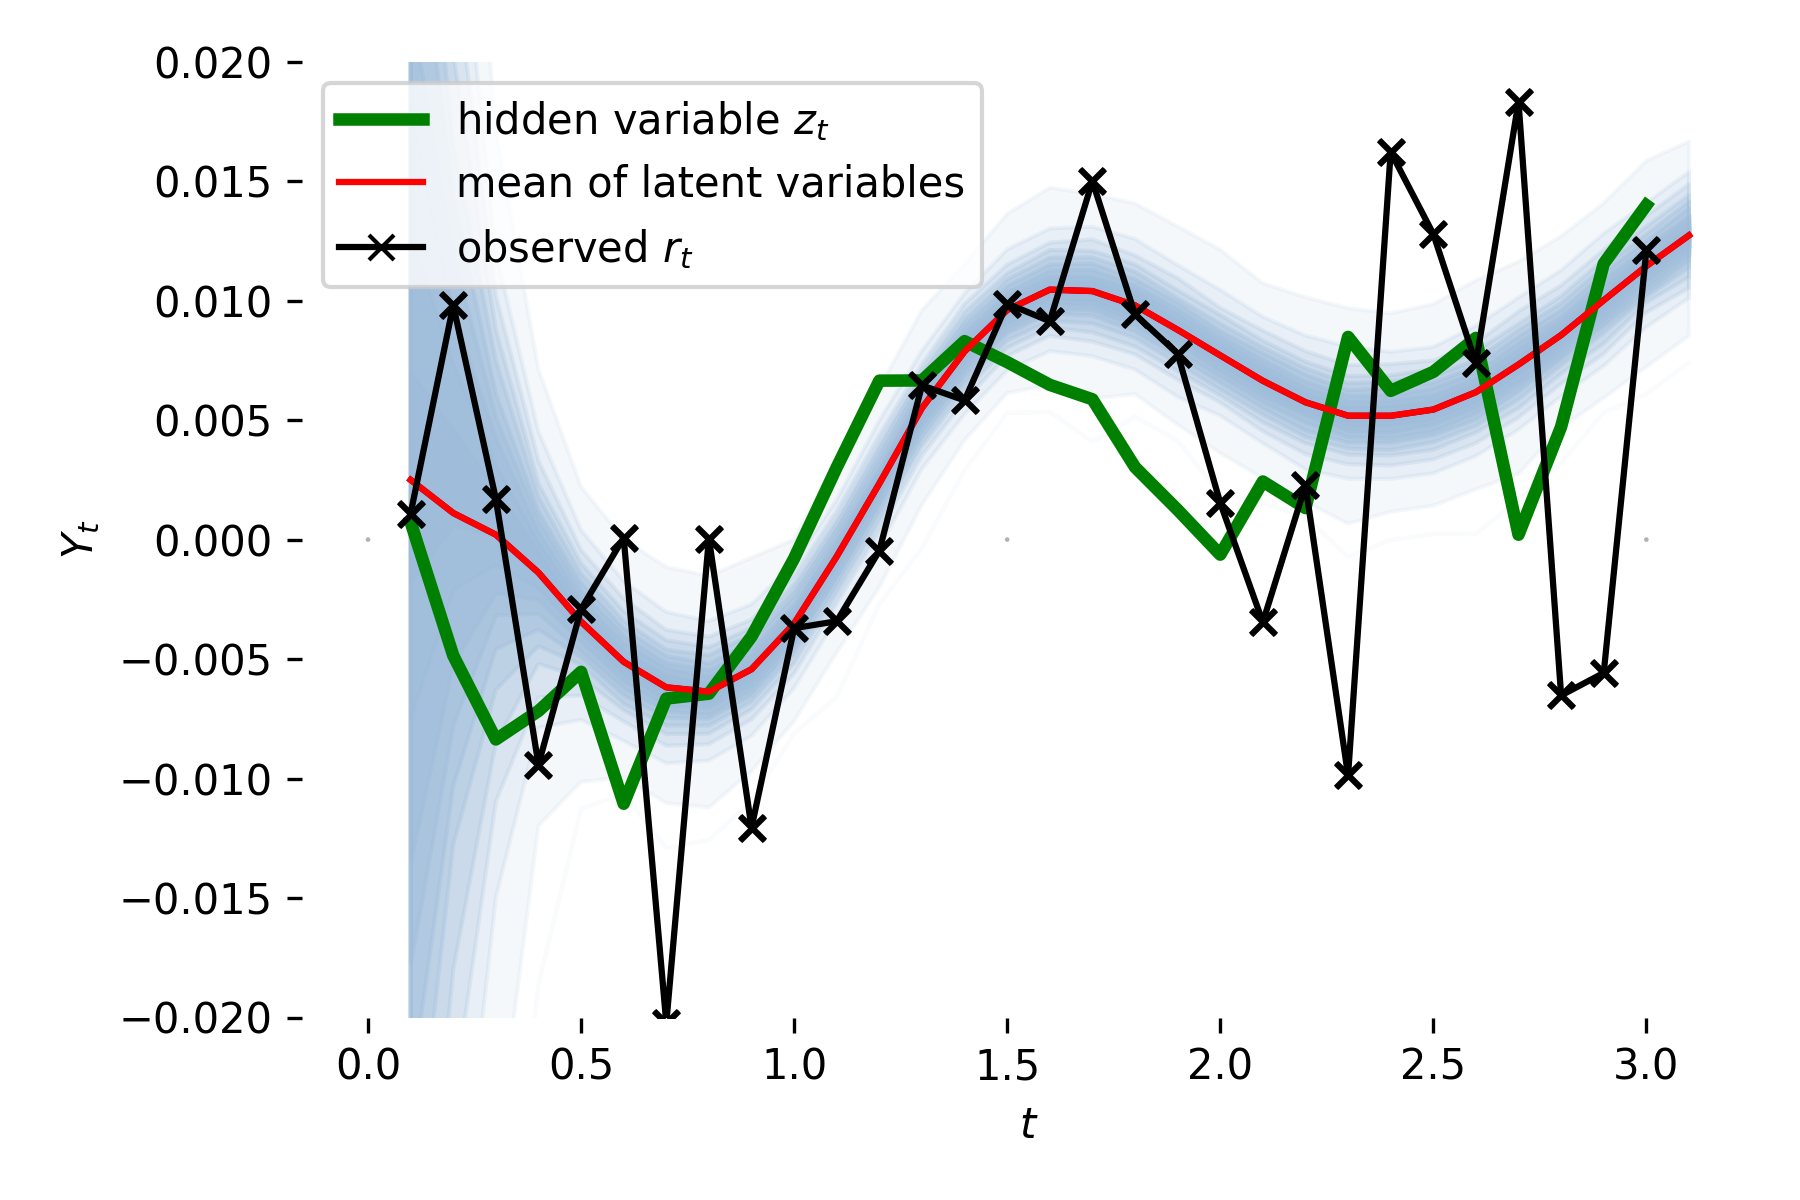 0.020
0.015
0.010
0.005
0.000
−0.005
−0.010
−0.015
−0.020
Yₜ
hidden variable zₜ
mean of latent variables
observed rₜ
0.0 0.5 1.0 1.5 2.0 2.5 3.0
t